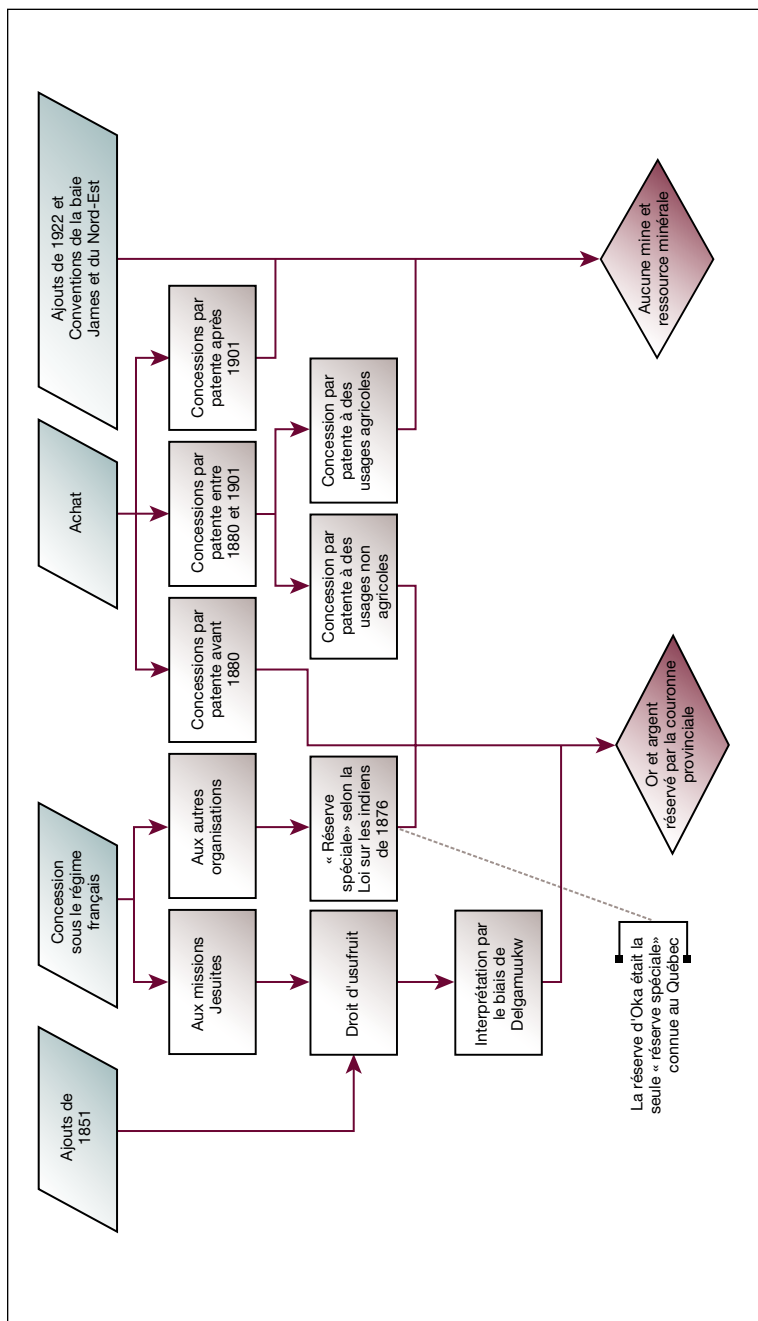 Ajouts de
1851
Concession
sous le régime
français
Achat
Ajouts de 1922 et
Conventions de la baie
James et du Nord-Est
Aux missions
Jesuites
Aux autres
organisations
Concessions par
patente avant
1880
Concessions par
patente entre
1880 et 1901
Concessions par
patente après
1901
Droit d'usufruit
« Réserve
spéciale» selon la
Loi sur les indiens
de 1876
Concession par
patente à des
usages non
agricoles
Concession par
patente à des
usages agricoles
Interprétation par
le biais de
Delgamuukw
La réserve d'Oka était la
seule « réserve spéciale»
connue au Québec
Or et argent
réservé par la couronne
provinciale
Aucune mine et
ressource minérale